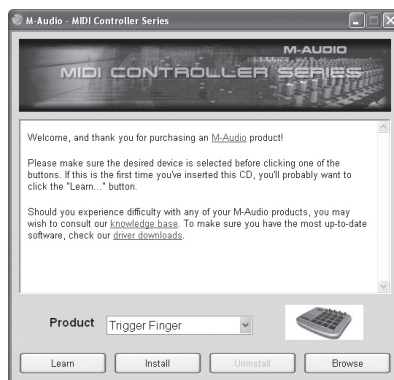 M-Audio - MIDI Controller Series
M-AUDIO
MIDI CONTROLLER SERIES
Welcome, and thank you for purchasing an M-Audio product!
Please make sure the desired device is selected before clicking one of the
buttons. If this is the first time you've inserted this CD, you'll probably want to
click the "Learn..." button.
Should you experience difficulty with any of your M-Audio products, you may
wish to consult our knowledge base. To make sure you have the most up-to-date
software, check our driver downloads.
Product Trigger Finger
Learn Install Uninstall Browse